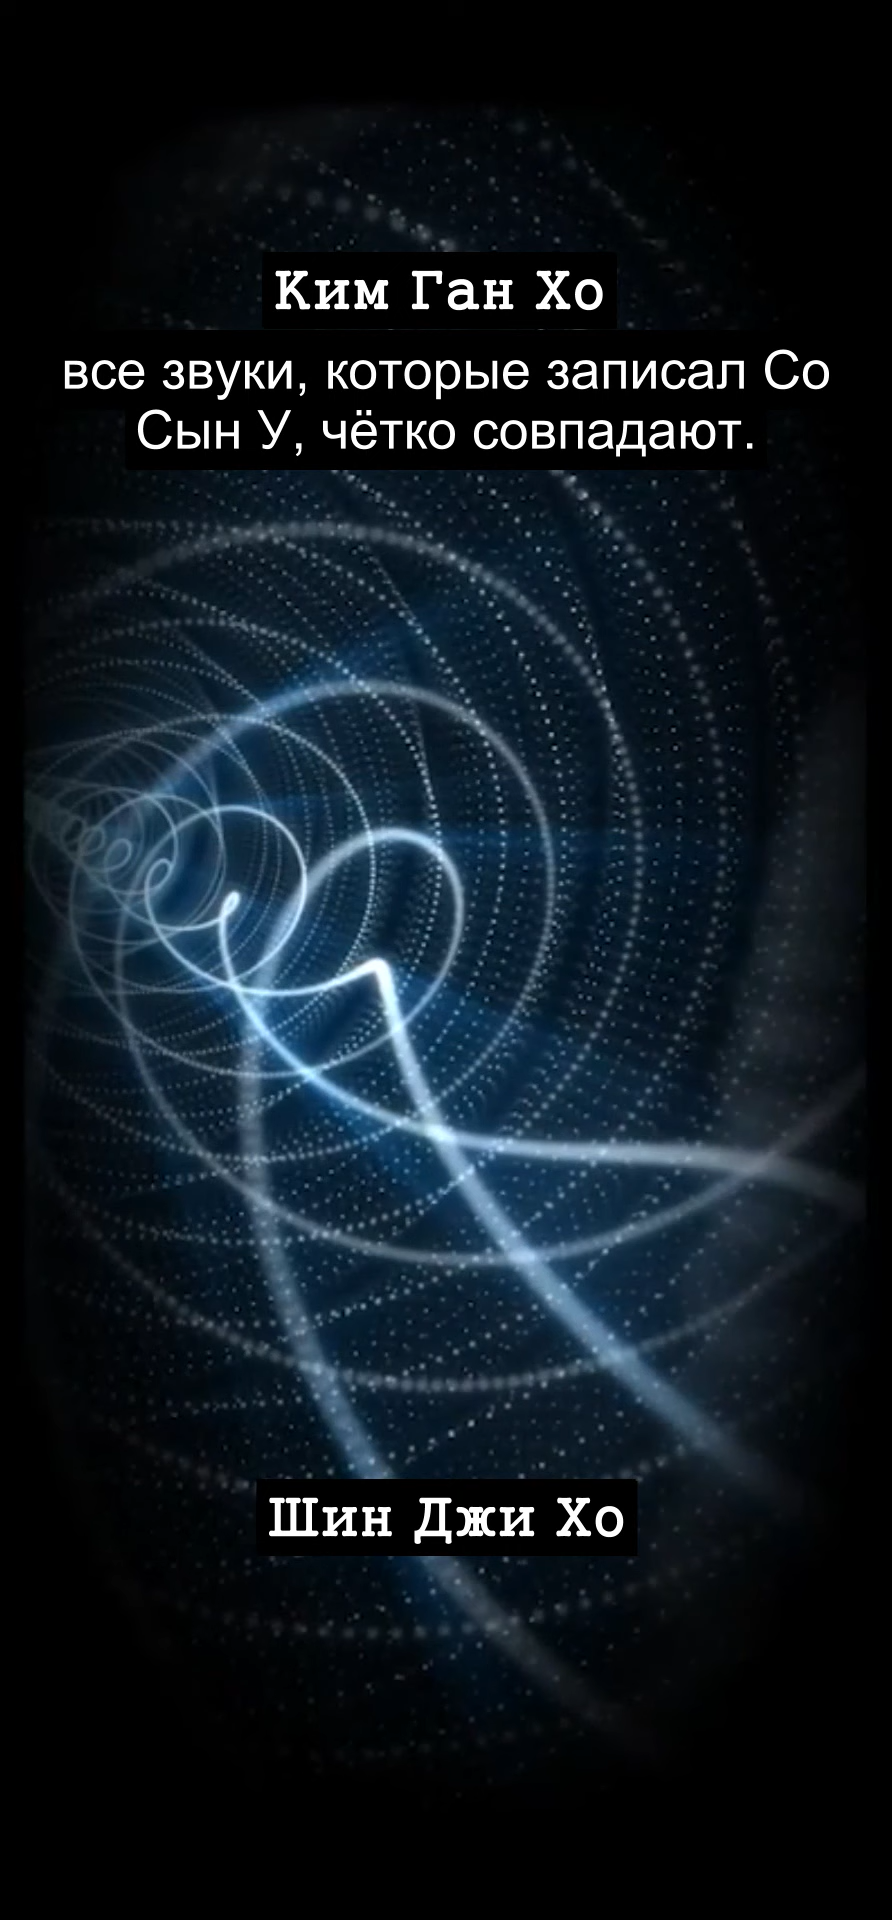 Ким Ган Хо
все звуки, которые записал Со
Сын У, чётко совпадают.
Шин Джи Хо